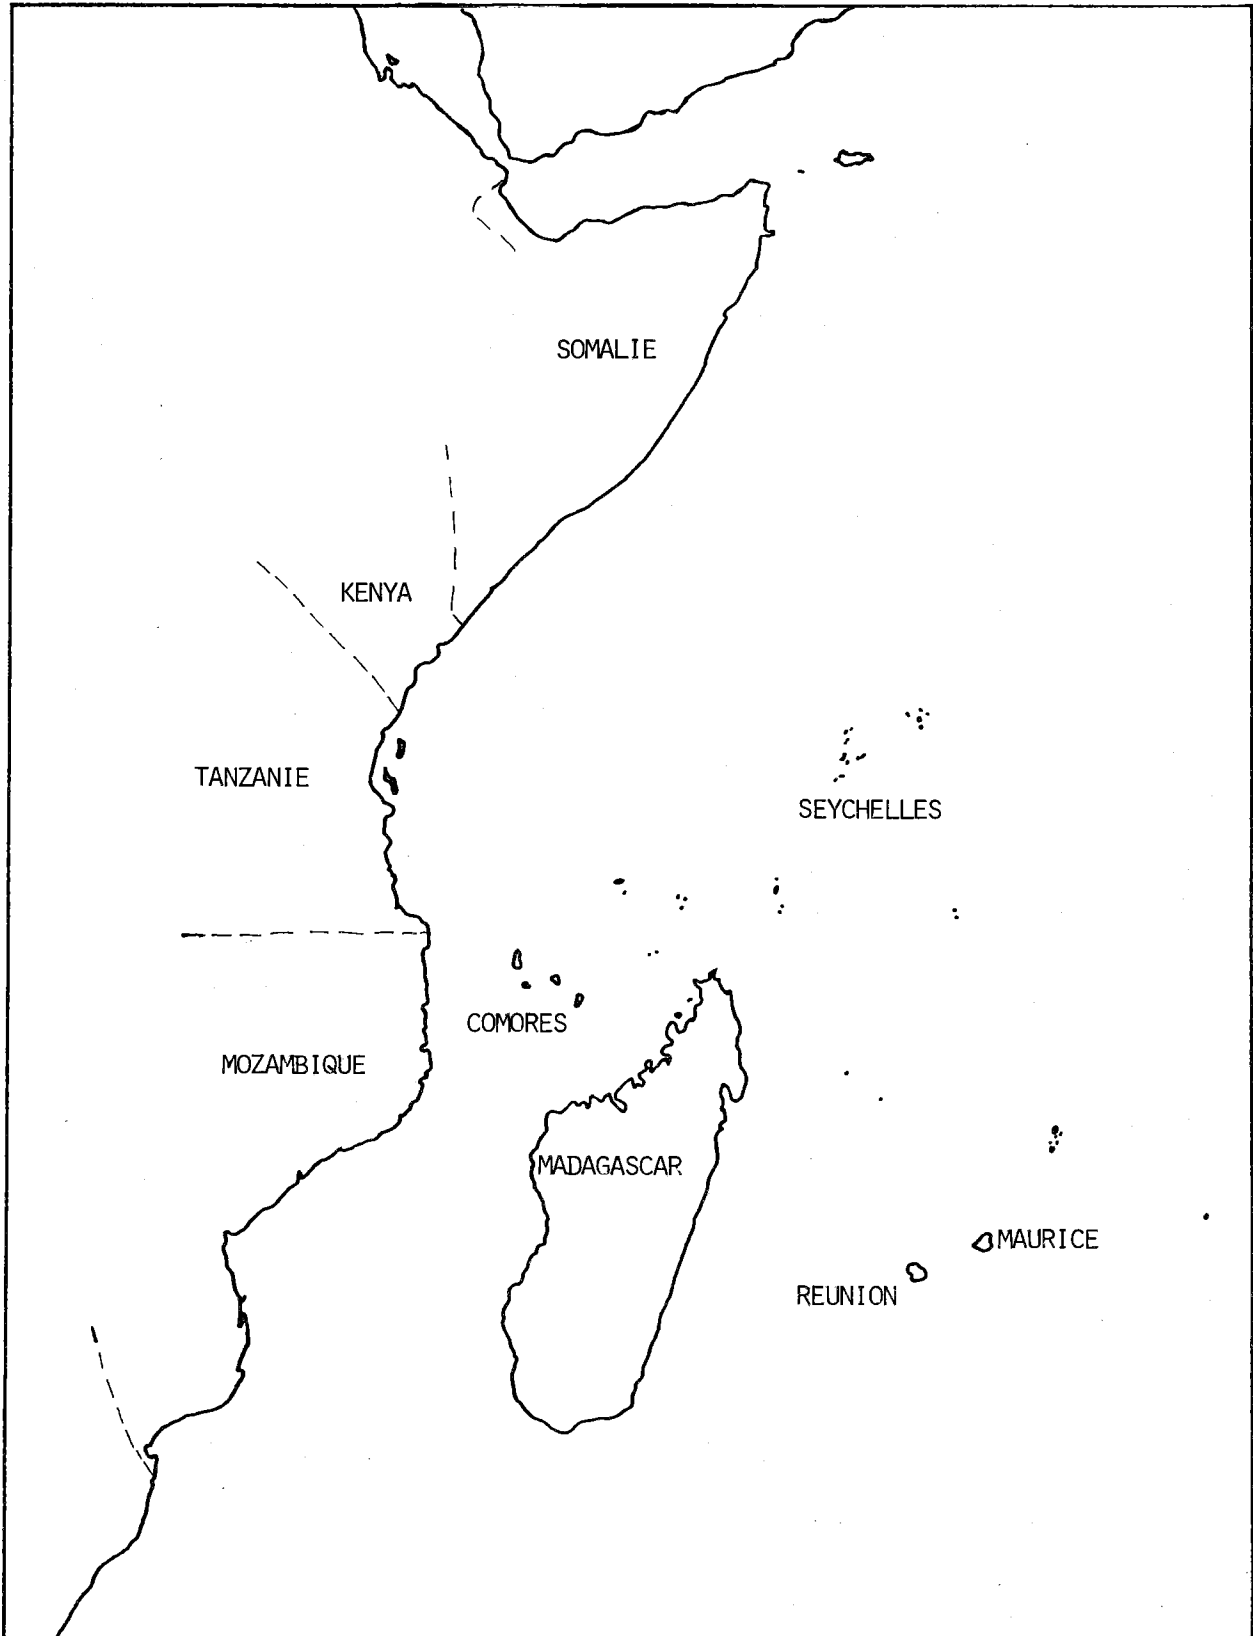 SOMALIE
KENYA
TANZANIE
SEYCHELLES
COMORES
MOZAMBIQUE
MADAGASCAR
MAURICE
REUNION